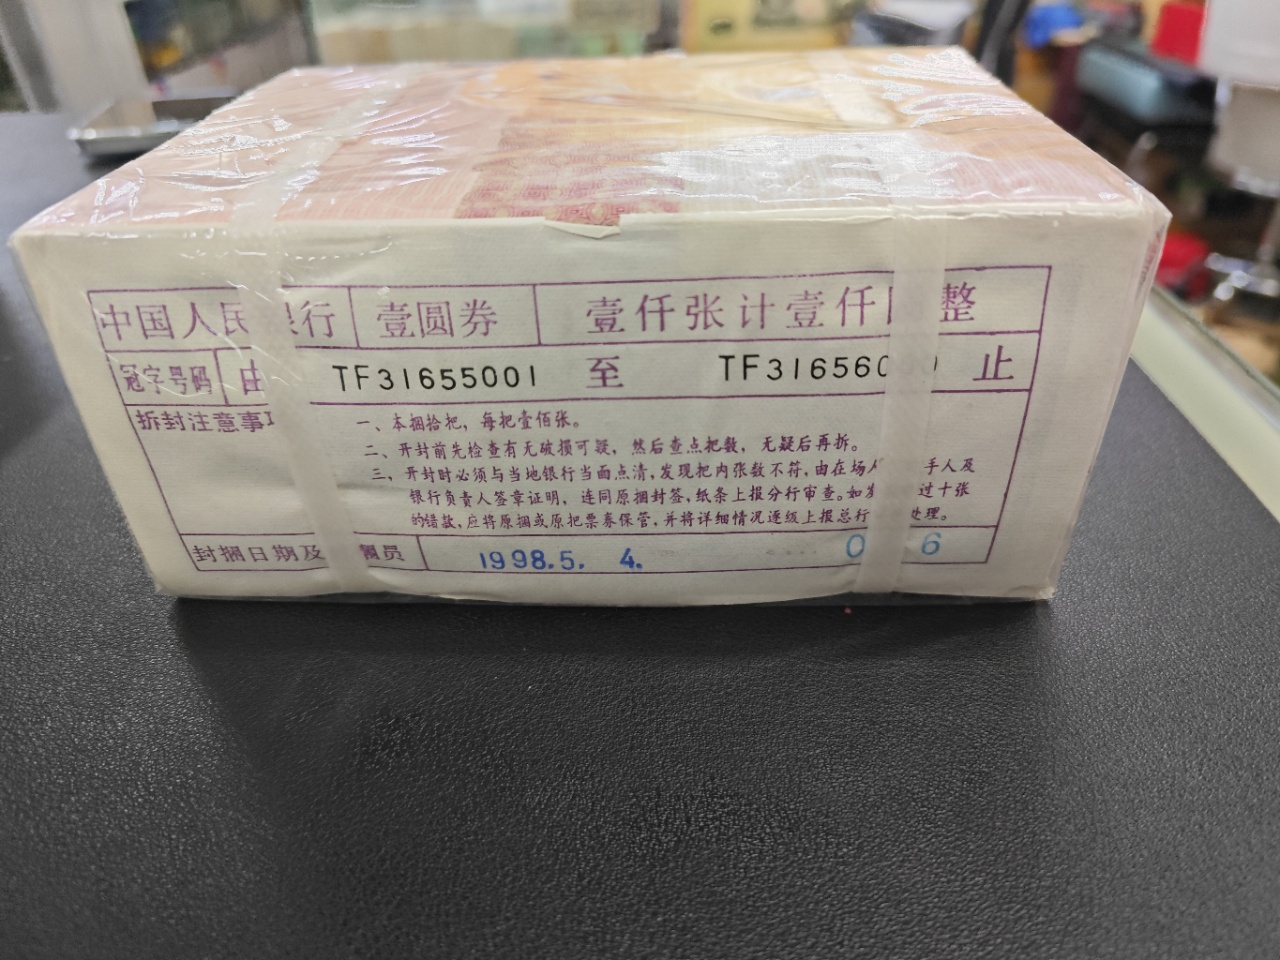 中国人民 行 壹圆券 壹仟张计壹仟 整
冠字号码 由 TF31655001 至 TF316560 止
拆封注意事
一、本捆拾把，每把壹佰张。
二、开封前先检查有无破损可疑，然后查点把数，无疑后再拆。
三、开封时必须与当地银行当面点清，发现把内张数不符，由在场 手人及
银行负责人签章证明，连同原捆封签，纸条上报分行审查。如 过十张
的错款，应将原捆或原把票券保管，并将详细情况逐级上报总行 处理。
封捆日期及 员 1998.5. 4. 0 6